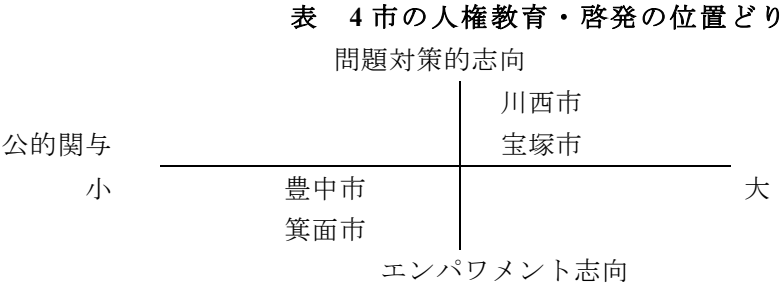 表 4市の人権教育・啓発の位置どり
問題対策的志向
川西市
公的関与 宝塚市
小 豊中市 大
箕面市
エンパワメント志向